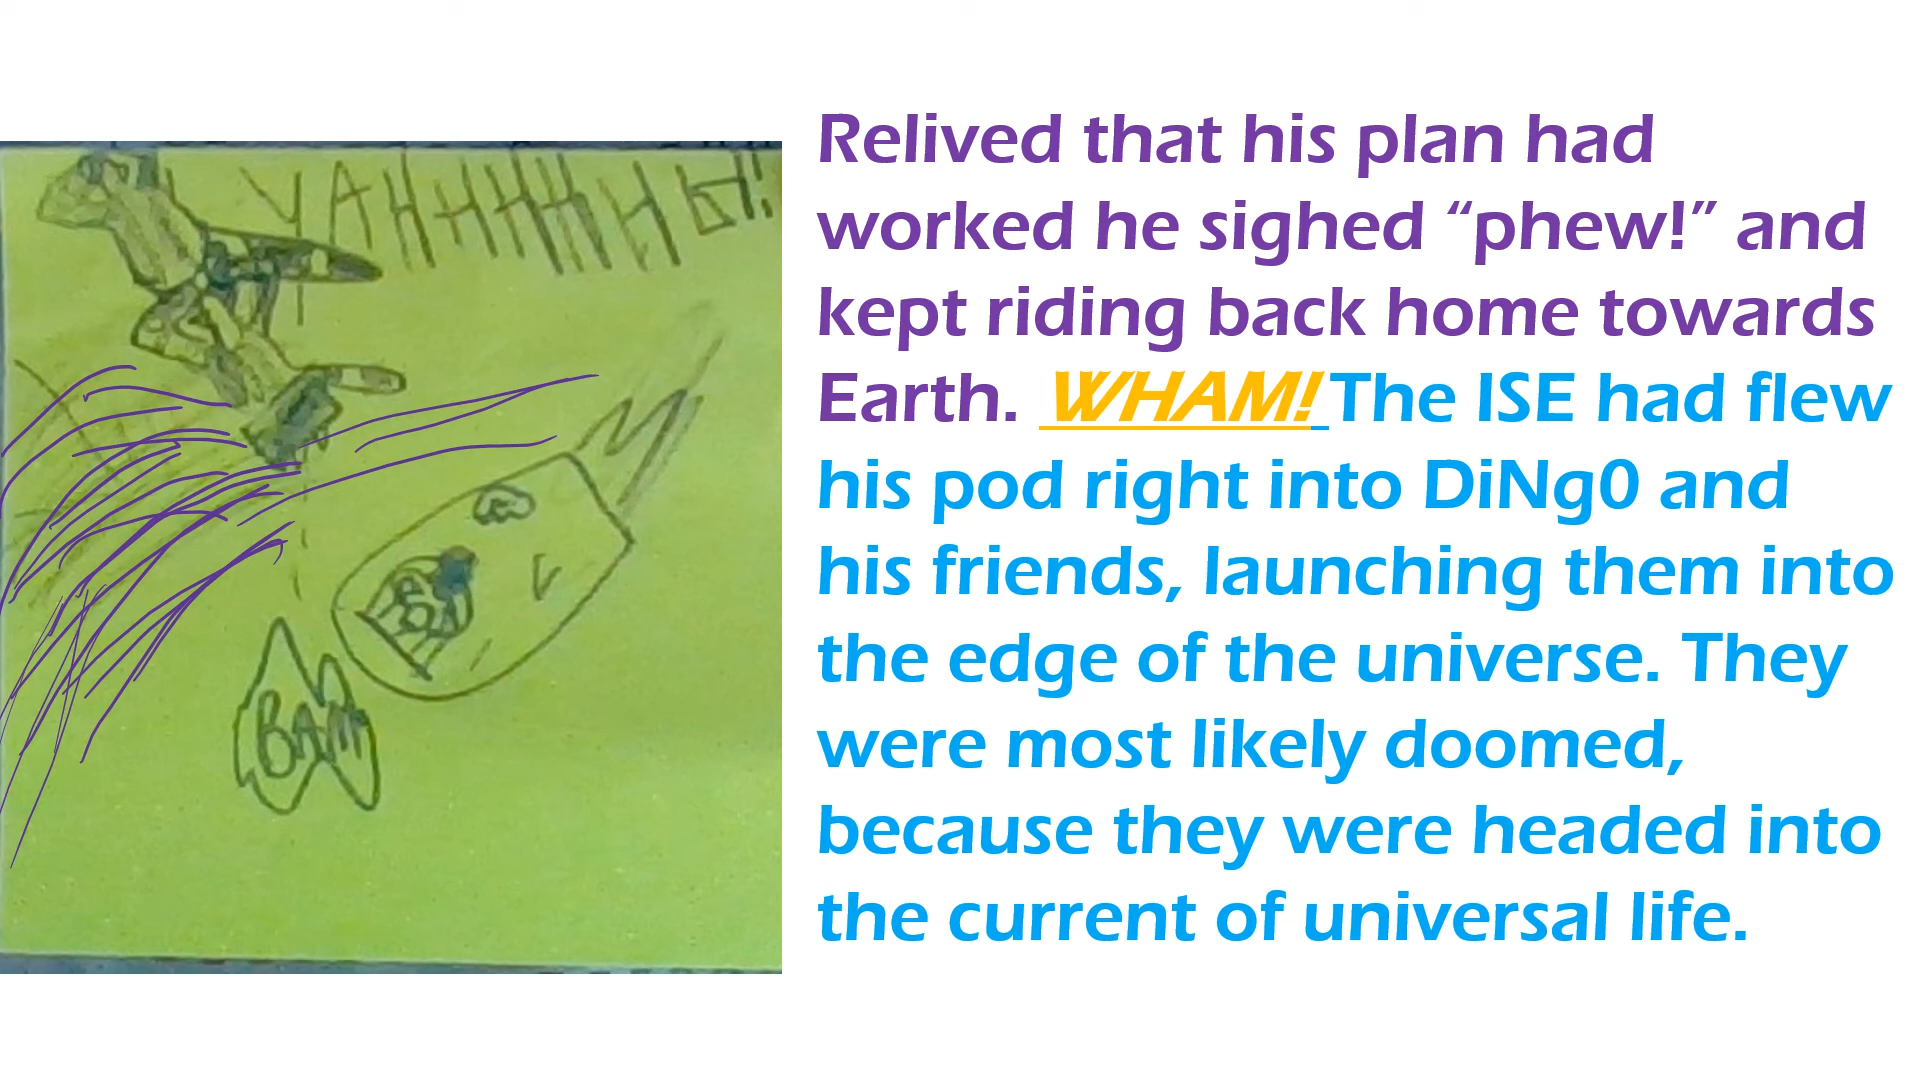 YAHHHHHHH!!
BAM
Relived that his plan had
worked he sighed “phew!” and
kept riding back home towards
Earth. WHAM! The ISE had flew
his pod right into DiNg0 and
his friends, launching them into
the edge of the universe. They
were most likely doomed,
because they were headed into
the current of universal life.